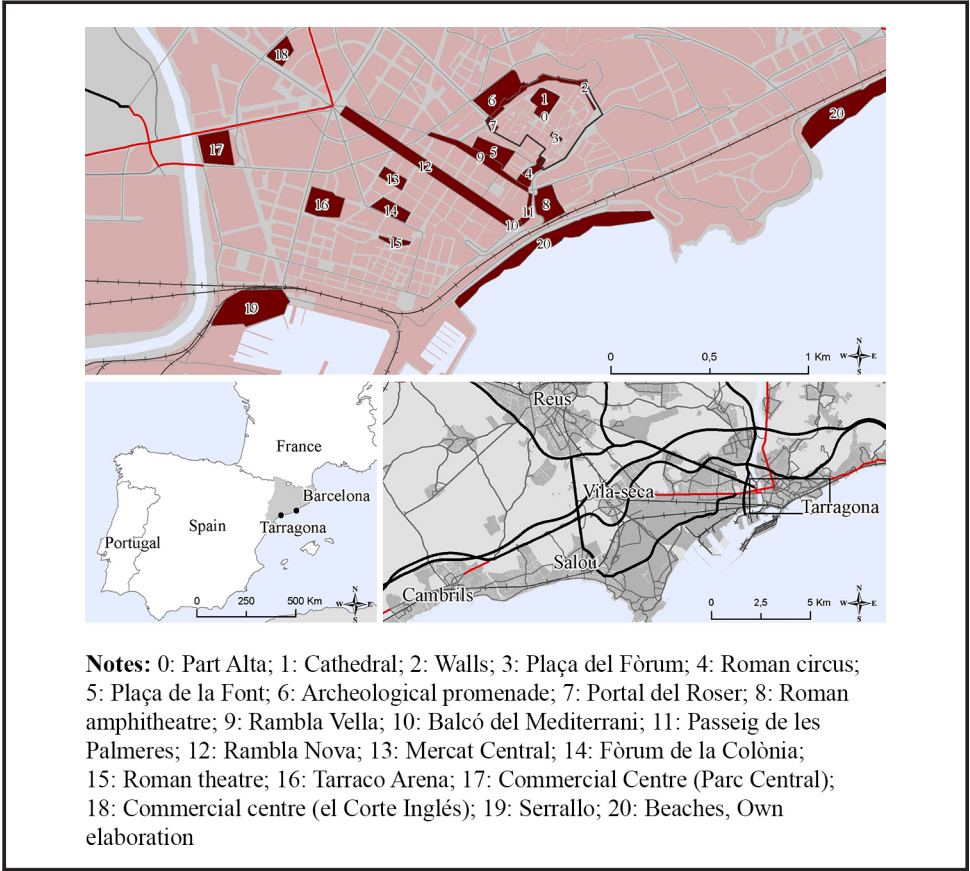 18
6
1
2
0
20
7
3
17
5
9
12
4
13
16
14
8
11
10
15
20
19
0 0,5 1 Km
N
W E
S
France
Barcelona
Spain
Tarragona
Portugal
0 250 500 Km
N
W E
S
Reus
Vila-seca
Tarragona
Salou
Cambrils
0 2,5 5 Km
N
W E
S
Notes: 0: Part Alta; 1: Cathedral; 2: Walls; 3: Plaça del Fòrum; 4: Roman circus;
5: Plaça de la Font; 6: Archeological promenade; 7: Portal del Roser; 8: Roman
amphitheatre; 9: Rambla Vella; 10: Balcó del Mediterrani; 11: Passeig de les
Palmeres; 12: Rambla Nova; 13: Mercat Central; 14: Fòrum de la Colònia;
15: Roman theatre; 16: Tarraco Arena; 17: Commercial Centre (Parc Central);
18: Commercial centre (el Corte Inglés); 19: Serrallo; 20: Beaches, Own
elaboration